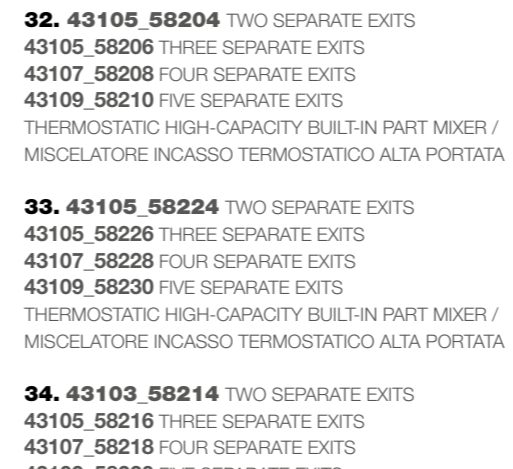 32. 43105_58204 TWO SEPARATE EXITS
43105_58206 THREE SEPARATE EXITS
43107_58208 FOUR SEPARATE EXITS
43109_58210 FIVE SEPARATE EXITS
THERMOSTATIC HIGH-CAPACITY BUILT-IN PART MIXER /
MISCELATORE INCASSO TERMOSTATICO ALTA PORTATA
33. 43105_58224 TWO SEPARATE EXITS
43105_58226 THREE SEPARATE EXITS
43107_58228 FOUR SEPARATE EXITS
43109_58230 FIVE SEPARATE EXITS
THERMOSTATIC HIGH-CAPACITY BUILT-IN PART MIXER /
MISCELATORE INCASSO TERMOSTATICO ALTA PORTATA
34. 43103_58214 TWO SEPARATE EXITS
43105_58216 THREE SEPARATE EXITS
43107_58218 FOUR SEPARATE EXITS
FIVE SEPARATE EXITS